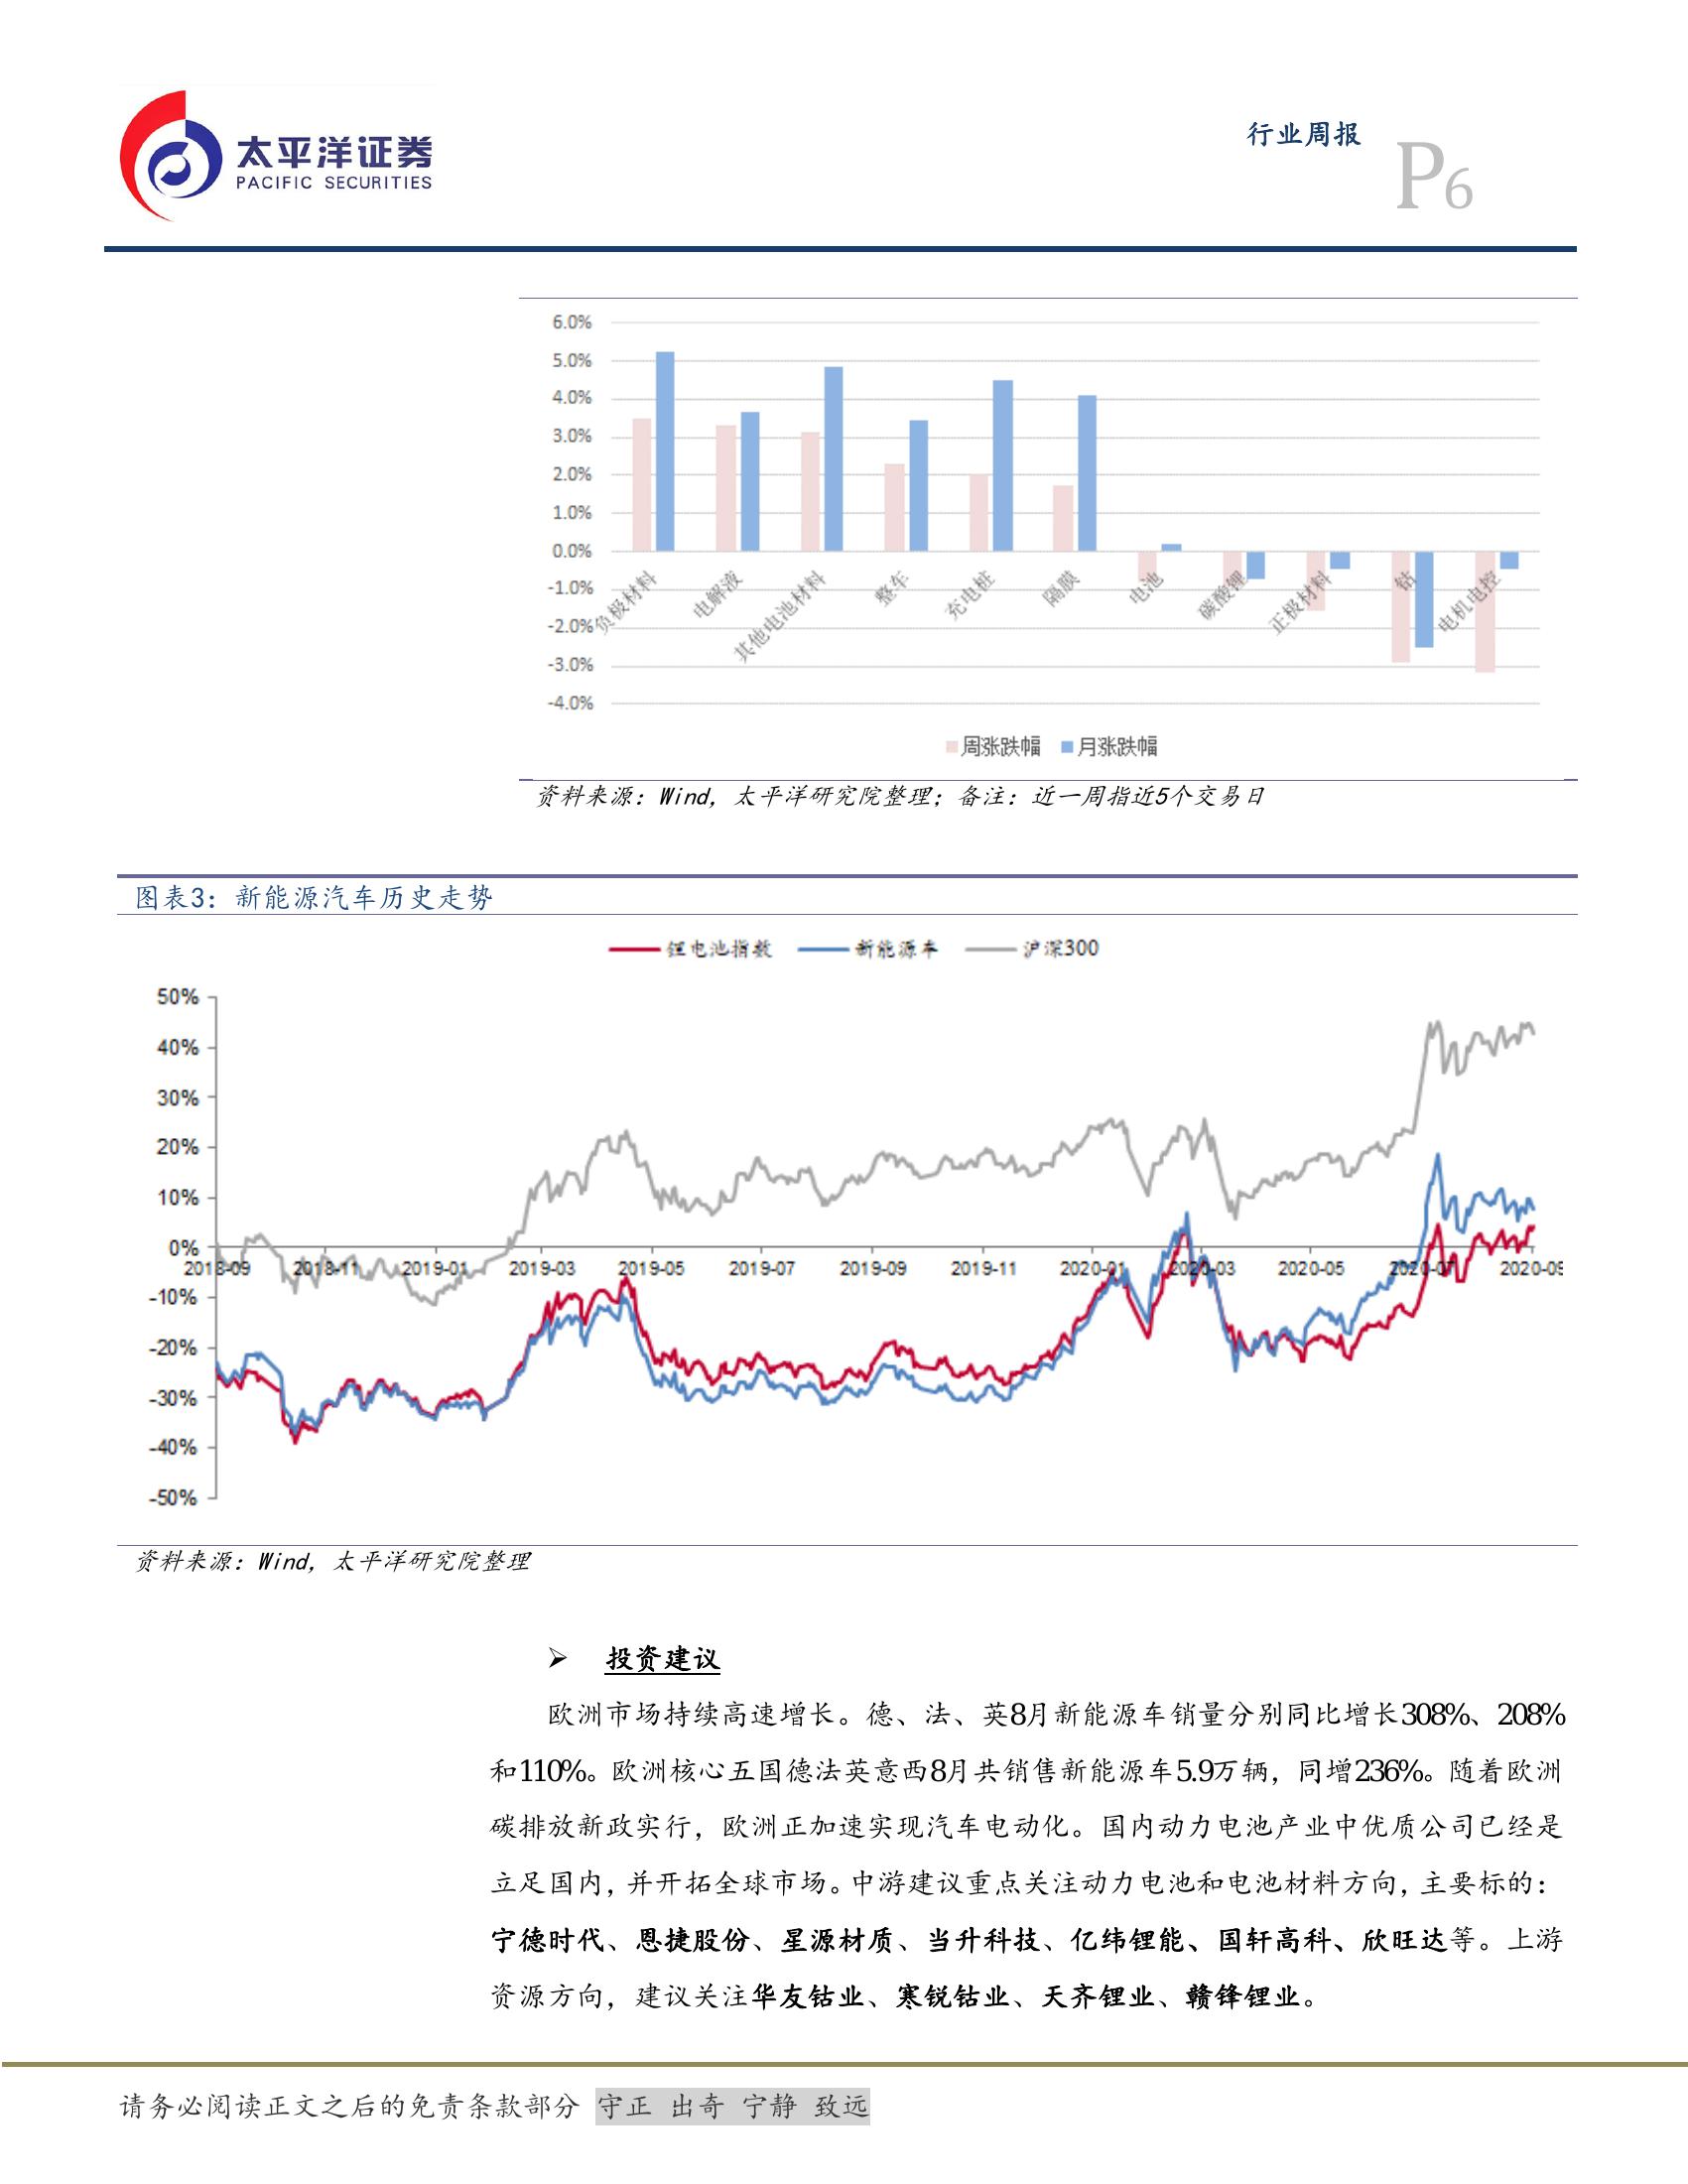 太平洋证券
PACIFIC SECURITIES
行业周报
P6
6.0%
5.0%
4.0%
3.0%
2.0%
1.0%
0.0%
-1.0%
-2.0%
-3.0%
-4.0%
负极材料
电解液
其他电池材料
整车
充电桩
隔膜
电池
碳酸锂
正极材料
钴
电机电控
周涨跌幅 月涨跌幅
资料来源：Wind，太平洋研究院整理；备注：近一周指近5个交易日
图表3：新能源汽车历史走势
锂电池指数 新能源车 沪深300
50%
40%
30%
20%
10%
0%
-10%
-20%
-30%
-40%
-50%
2018-09 2018-11 2019-01 2019-03 2019-05 2019-07 2019-09 2019-11 2020-01 2020-03 2020-05 2020-07
资料来源：Wind，太平洋研究院整理
➢ 投资建议
欧洲市场持续高速增长。德、法、英8月新能源车销量分别同比增长308%、208%
和110%。欧洲核心五国德法英意西8月共销售新能源车5.9万辆，同增236%。随着欧洲
碳排放新政实行，欧洲正加速实现汽车电动化。国内动力电池产业中优质公司已经是
立足国内，并开拓全球市场。中游建议重点关注动力电池和电池材料方向，主要标的：
宁德时代、恩捷股份、星源材质、当升科技、亿纬锂能、国轩高科、欣旺达等。上游
资源方向，建议关注华友钴业、寒锐钴业、天齐锂业、赣锋锂业。
请务必阅读正文之后的免责条款部分 守正 出奇 宁静 致远